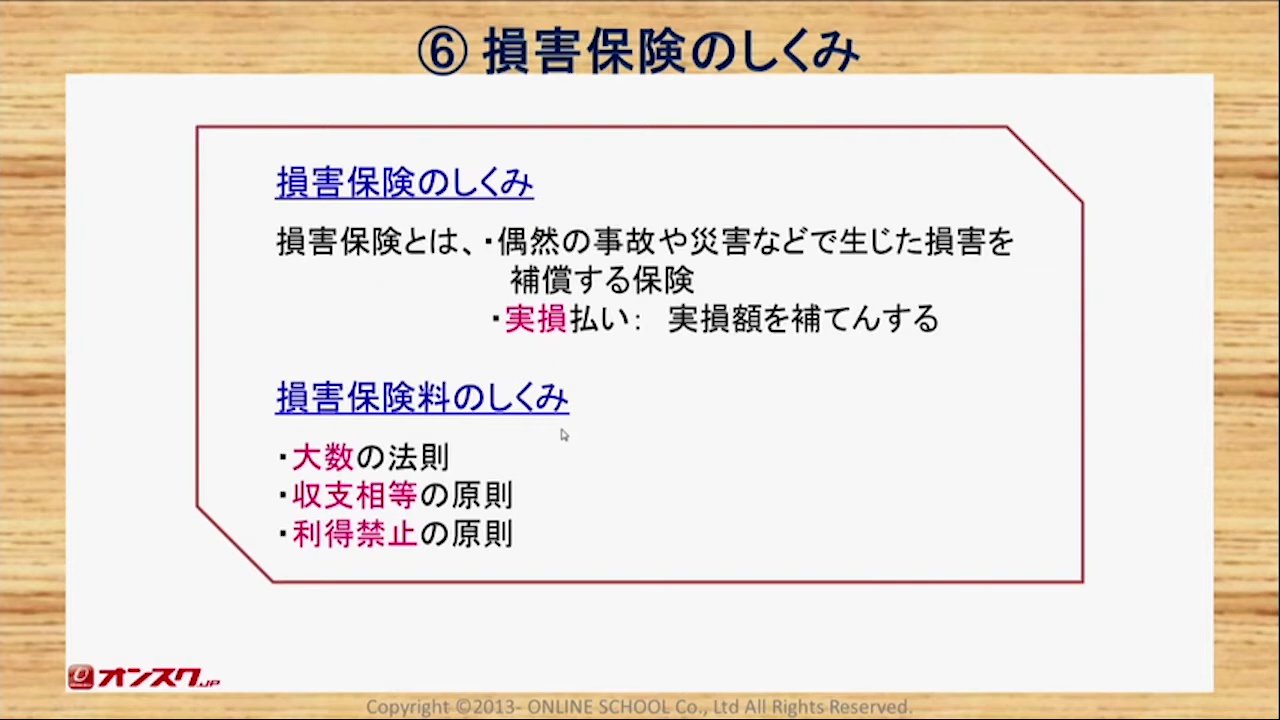 ⑥ 損害保険のしくみ
損害保険のしくみ
損害保険とは、・偶然の事故や災害などで生じた損害を
補償する保険
・実損払い： 実損額を補てんする
損害保険料のしくみ
・大数の法則
・収支相等の原則
・利得禁止の原則
オンスク.JP
Copyright ©2013- ONLINE SCHOOL Co., Ltd All Rights Reserved.